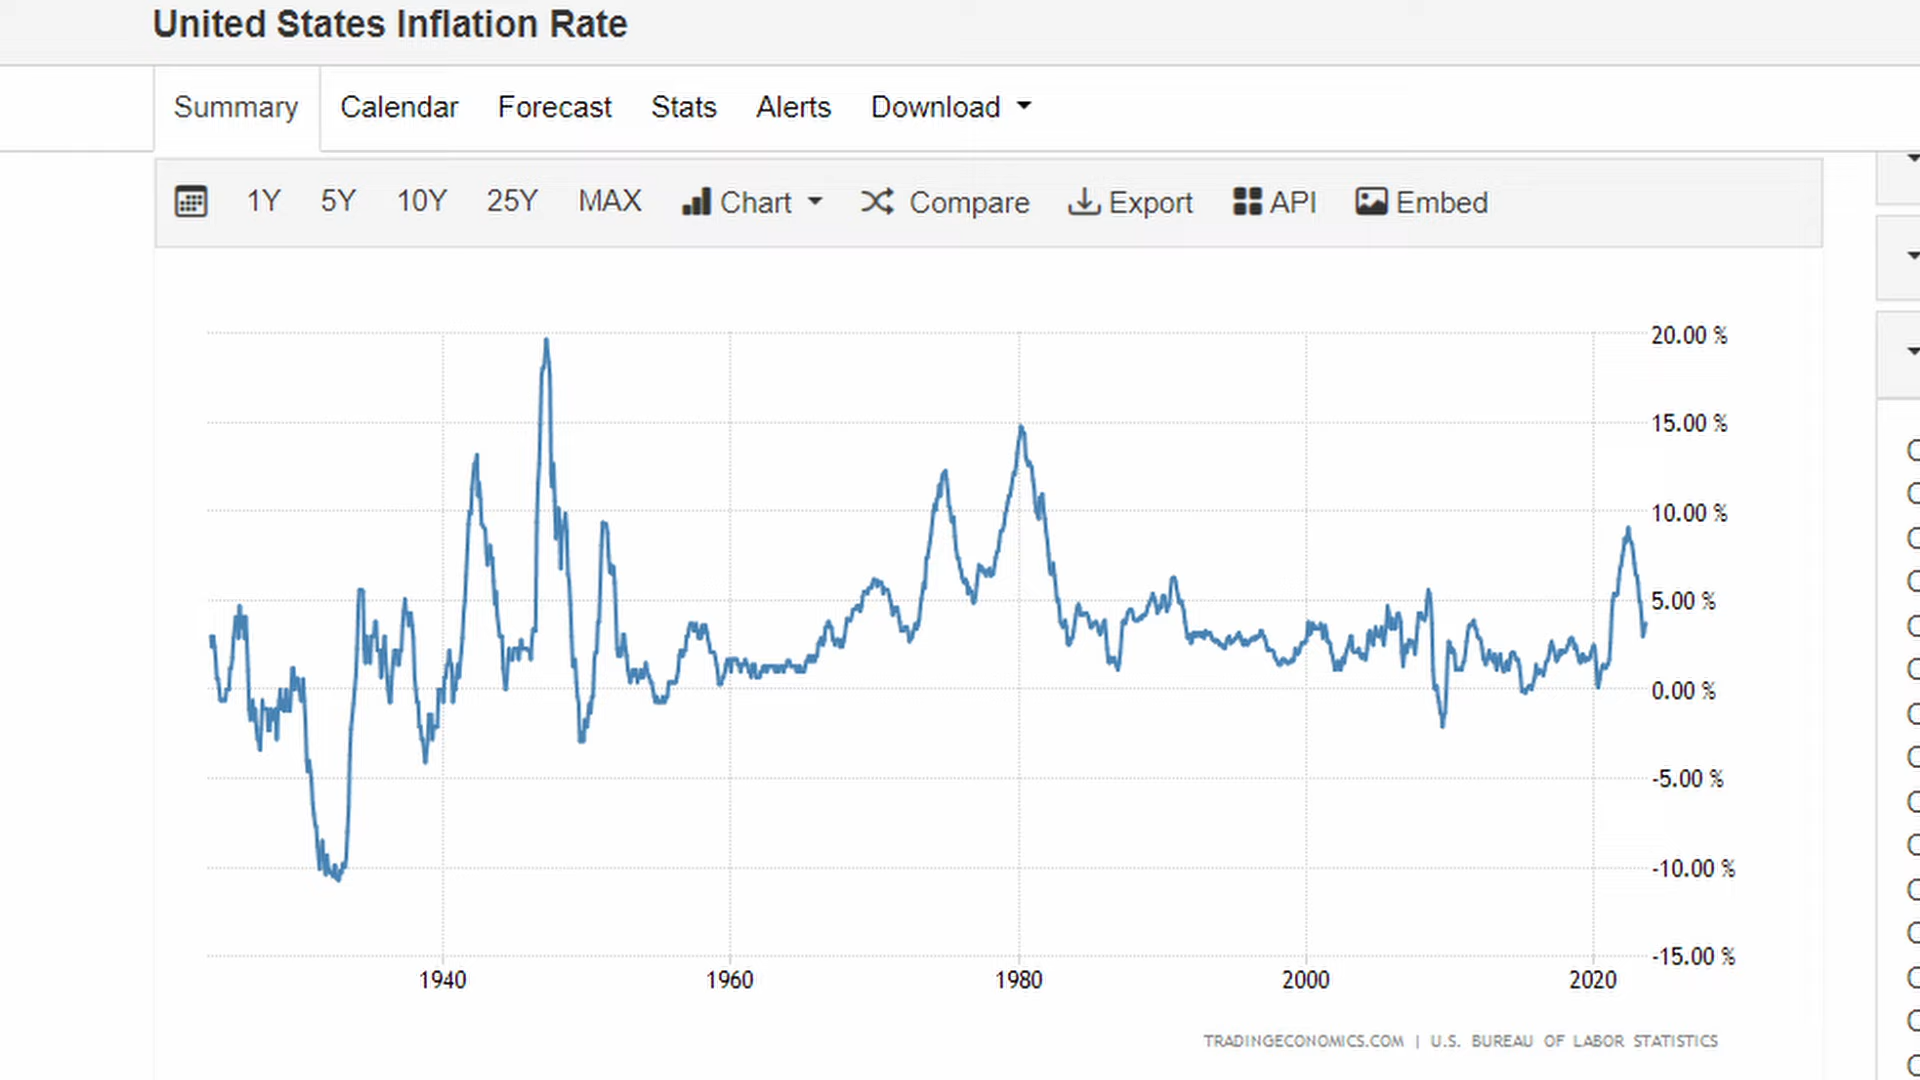 United States Inflation Rate
Summary Calendar Forecast Stats Alerts Download
1Y 5Y 10Y 25Y MAX Chart Compare Export API Embed
20.00 %
15.00 %
10.00 %
5.00 %
0.00 %
-5.00 %
-10.00 %
-15.00 %
1940 1960 1980 2000 2020
TRADINGECONOMICS.COM | U.S. BUREAU OF LABOR STATISTICS